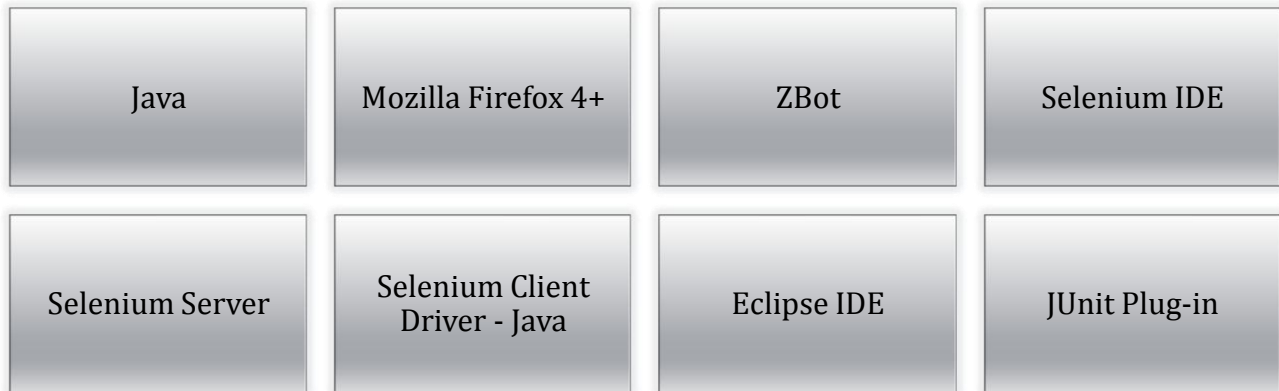 Java
Mozilla Firefox 4+
ZBot
Selenium IDE
Selenium Server
Selenium Client
Driver - Java
Eclipse IDE
JUnit Plug-in